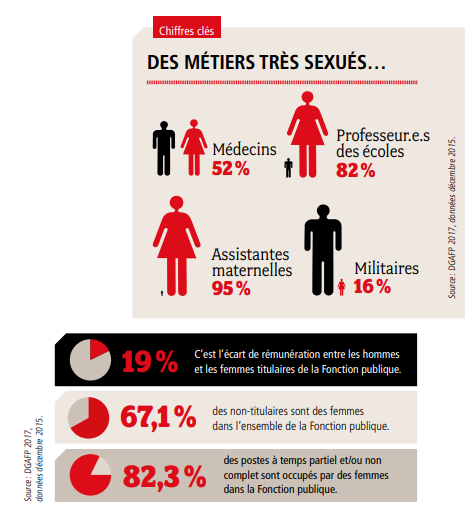 Chiffres clés
DES MÉTIERS TRÈS SEXUÉS...
Médecins
52 %
Professeur.e.s
des écoles
82 %
Assistantes
maternelles
95 %
Militaires
16 %
Source : DGAFP 2017, données décembre 2015.
19 %
C’est l’écart de rémunération entre les hommes
et les femmes titulaires de la Fonction publique.
67,1 %
des non-titulaires sont des femmes
dans l’ensemble de la Fonction publique.
82,3 %
des postes à temps partiel et/ou non
complet sont occupés par des femmes
dans la Fonction publique.
Source : DGAFP 2017,
données décembre 2015.